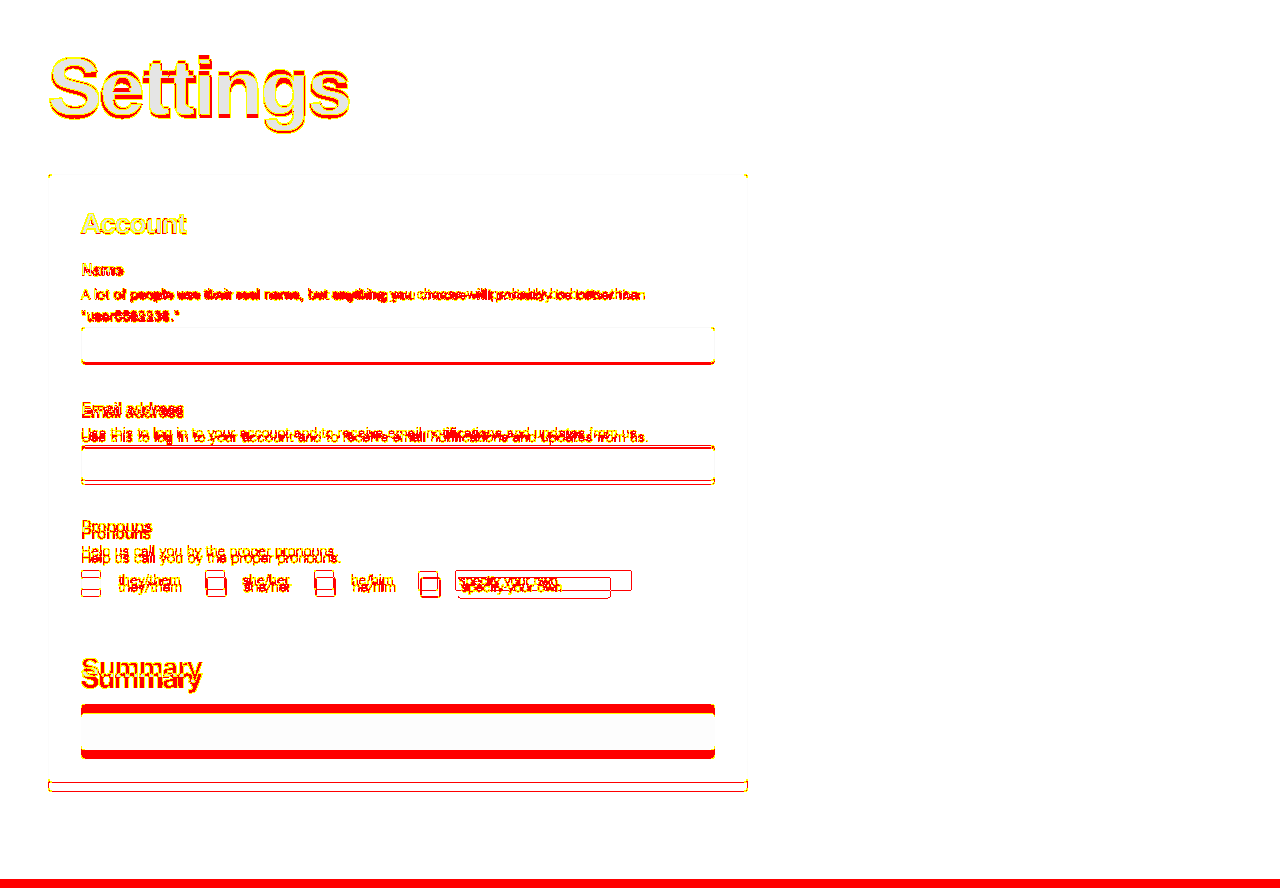 Settings
Account
Name
A lot of people use their real name, but anything you choose will probably be better than
Email address
Use this to log in to your account and to receive email notifications and updates from us.
Pronouns
Help us call you by the proper pronouns.
they/them she/her he/him specify your own
Summary